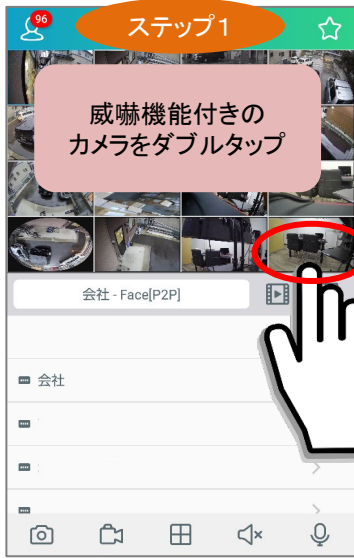 96
ステップ1
威嚇機能付きの
カメラをダブルタップ
会社 - Face[P2P]
会社